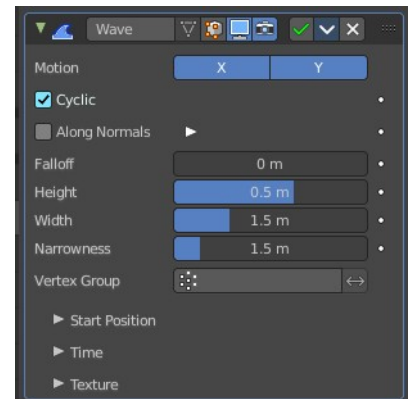 Wave
Motion X Y
Cyclic
Along Normals
Falloff 0 m
Height 0.5 m
Width 1.5 m
Narrowness 1.5 m
Vertex Group
Start Position
Time
Texture